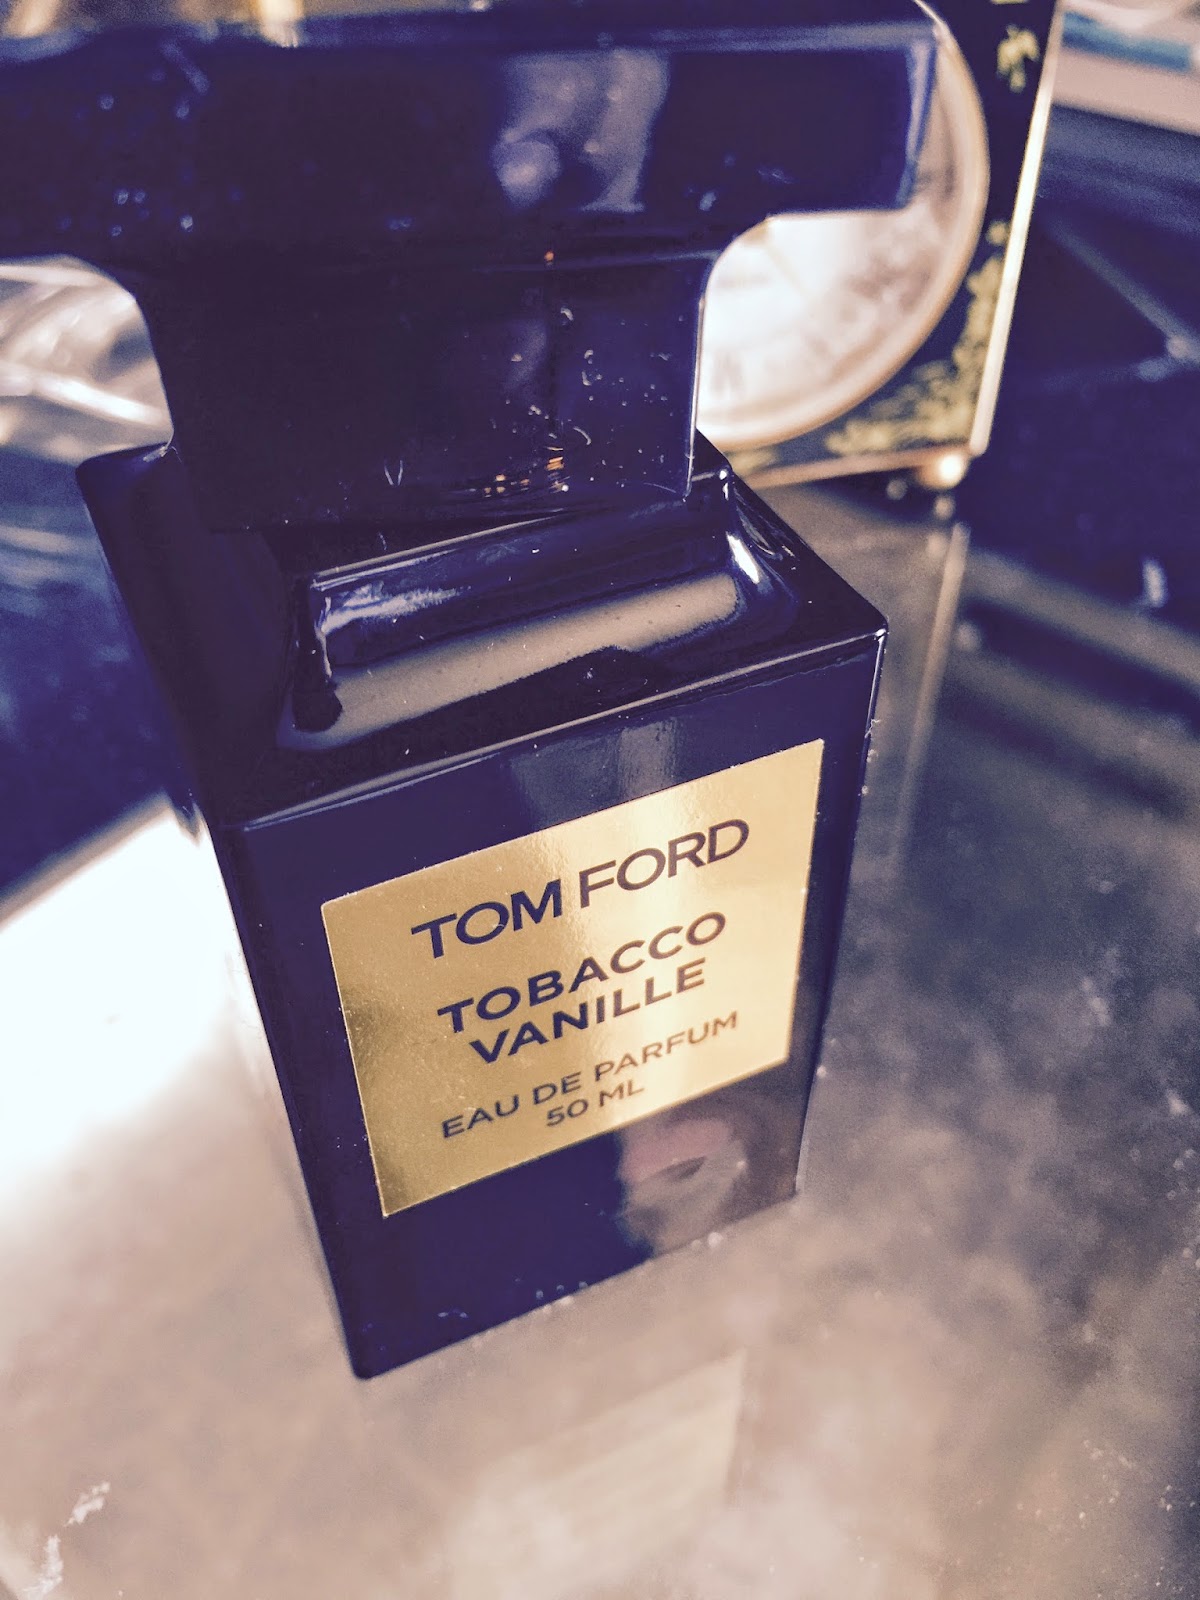 TOM FORD
TOBACCO
VANILLE
EAU DE PARFUM
50 ML